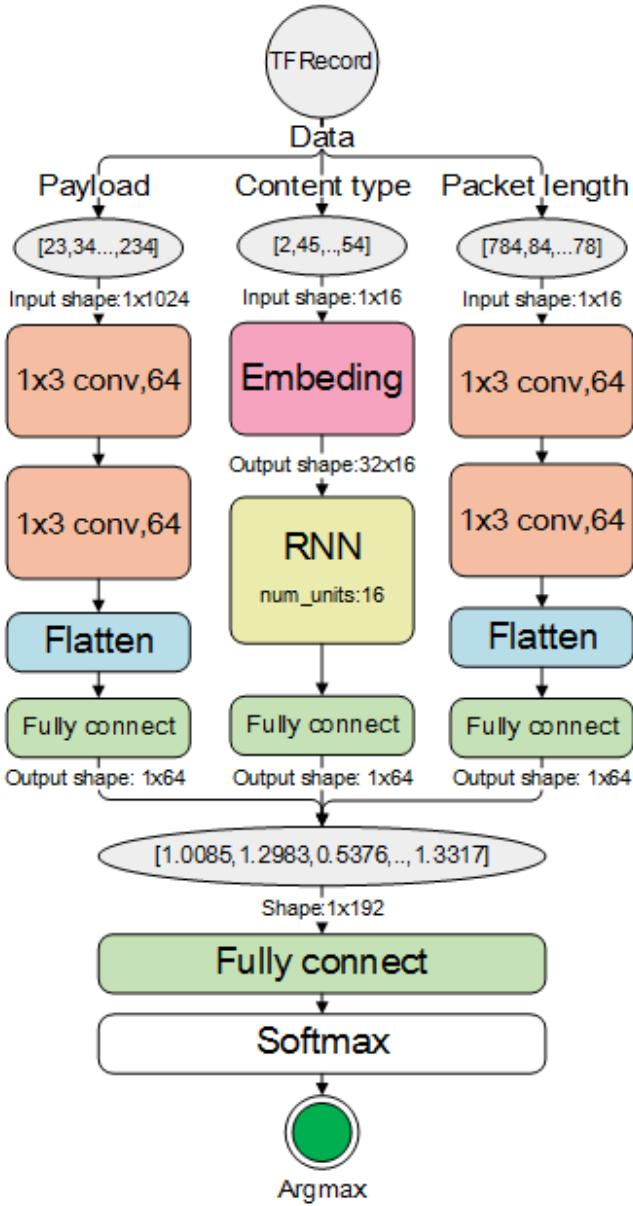 TFRecord
Data
Payload
Content type
Packet length
[23,34...,234]
[2,45,..,54]
[784,84,...78]
Input shape:1x1024
Input shape:1x16
Input shape:1x16
1x3 conv,64
Embeding
1x3 conv,64
Output shape:32x16
1x3 conv,64
RNN
num_units:16
1x3 conv,64
Flatten
Flatten
Fully connect
Fully connect
Fully connect
Output shape: 1x64
Output shape: 1x64
Output shape: 1x64
[1.0085,1.2983,0.5376,..,1.3317]
Shape:1x192
Fully connect
Softmax
Argmax